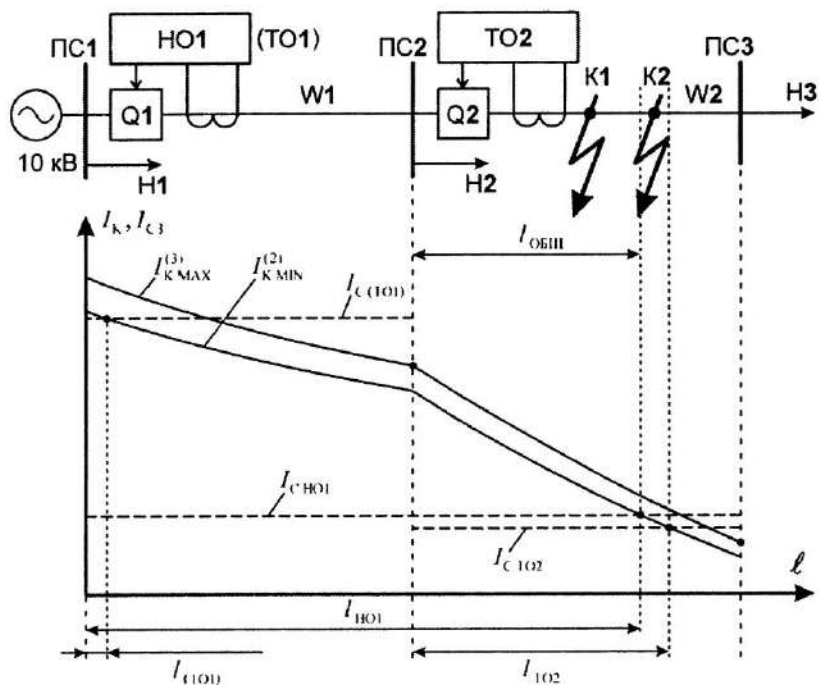 ПС1
НО1
(ТО1)
ПС2
ТО2
К1
К2
ПС3
Q1
W1
Q2
W2
Н3
10 кВ
Н1
Н2
I_К, I_СЗ
I_К MAX^(3)
I_К MIN^(2)
I_С (ТО1)
l_ОБЩ
I_С НО1
I_С ТО2
ℓ
l_НО1
l_(ТО1)
l_ТО2